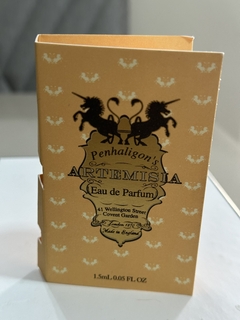 Penhaligon's
ARTEMISIA
Eau de Parfum
41 Wellington Street
Covent Garden
London
Made in England
1.5mL, 0.05 FL OZ